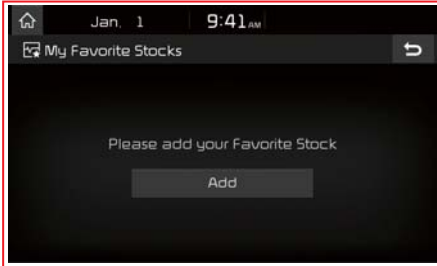 Jan. 1 9:41 AM
My Favorite Stocks
Please add your Favorite Stock
Add